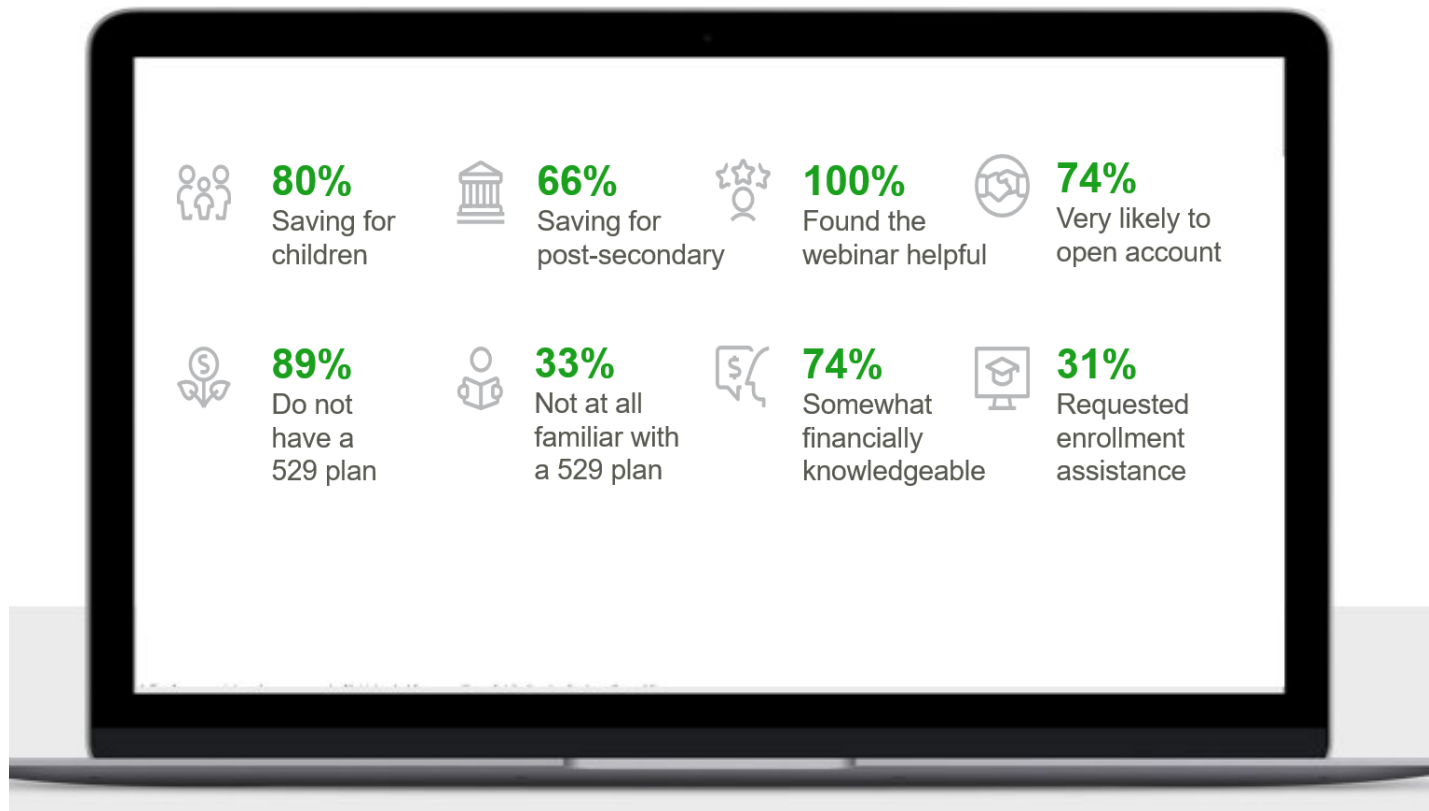 80%
Saving for
children
66%
Saving for
post-secondary
100%
Found the
webinar helpful
74%
Very likely to
open account
89%
Do not
have a
529 plan
33%
Not at all
familiar with
a 529 plan
74%
Somewhat
financially
knowledgeable
31%
Requested
enrollment
assistance